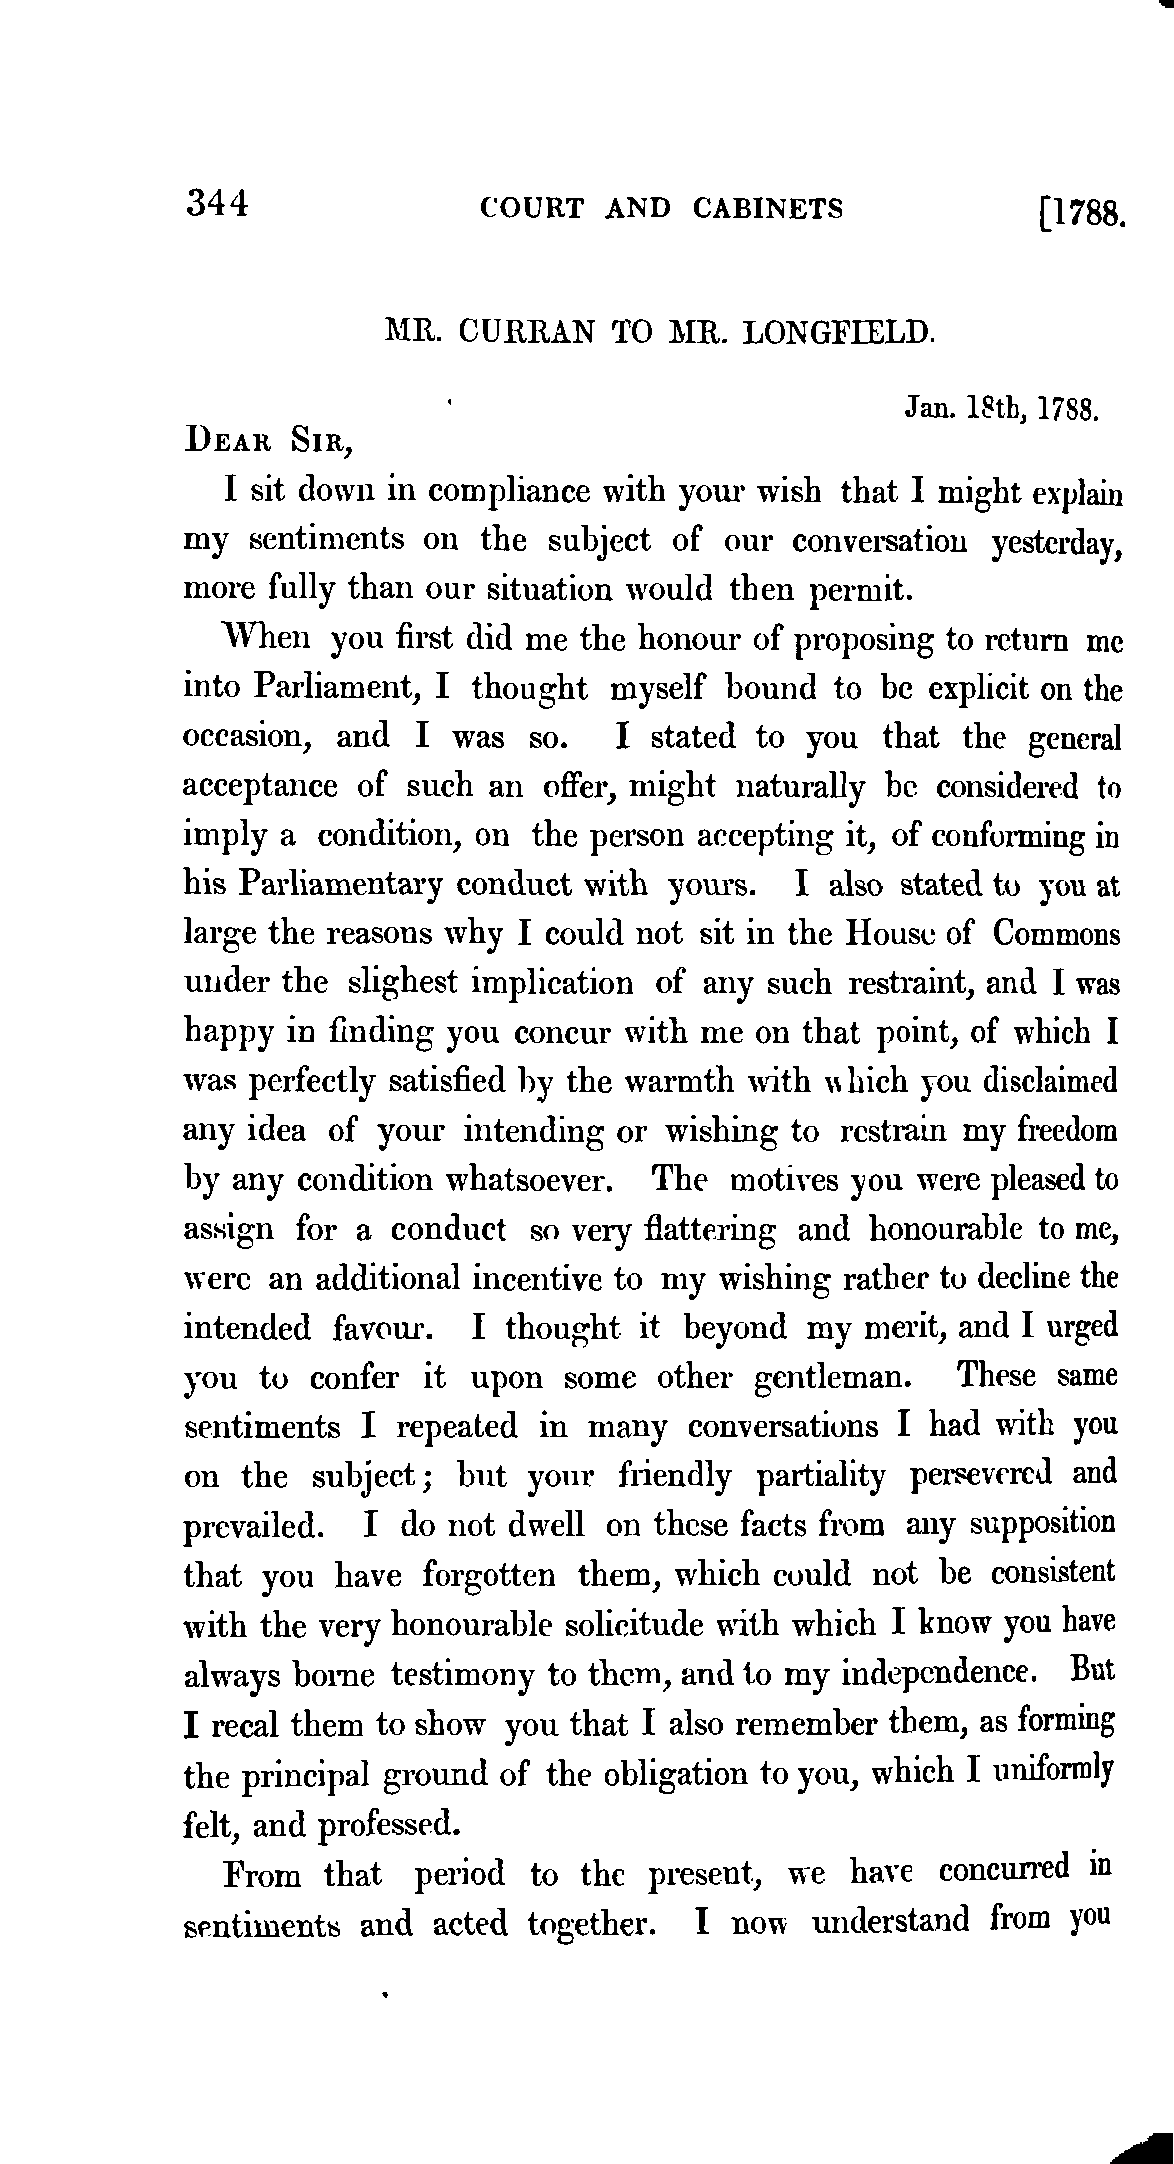 344 COURT AND CABINETS [1788.
MR. CURRAN TO MR. LONGFIELD.
Jan. 18th, 1788.
DEAR SIR,
I sit down in compliance with your wish that I might explain
my sentiments on the subject of our conversation yesterday,
more fully than our situation would then permit.
When you first did me the honour of proposing to return me
into Parliament, I thought myself bound to be explicit on the
occasion, and I was so. I stated to you that the general
acceptance of such an offer, might naturally be considered to
imply a condition, on the person accepting it, of conforming in
his Parliamentary conduct with yours. I also stated to you at
large the reasons why I could not sit in the House of Commons
under the slighest implication of any such restraint, and I was
happy in finding you concur with me on that point, of which I
was perfectly satisfied by the warmth with which you disclaimed
any idea of your intending or wishing to restrain my freedom
by any condition whatsoever. The motives you were pleased to
assign for a conduct so very flattering and honourable to me,
were an additional incentive to my wishing rather to decline the
intended favour. I thought it beyond my merit, and I urged
you to confer it upon some other gentleman. These same
sentiments I repeated in many conversations I had with you
on the subject; but your friendly partiality persevered and
prevailed. I do not dwell on these facts from any supposition
that you have forgotten them, which could not be consistent
with the very honourable solicitude with which I know you have
always borne testimony to them, and to my independence. But
I recal them to show you that I also remember them, as forming
the principal ground of the obligation to you, which I uniformly
felt, and professed.
From that period to the present, we have concurred in
sentiments and acted together. I now understand from you